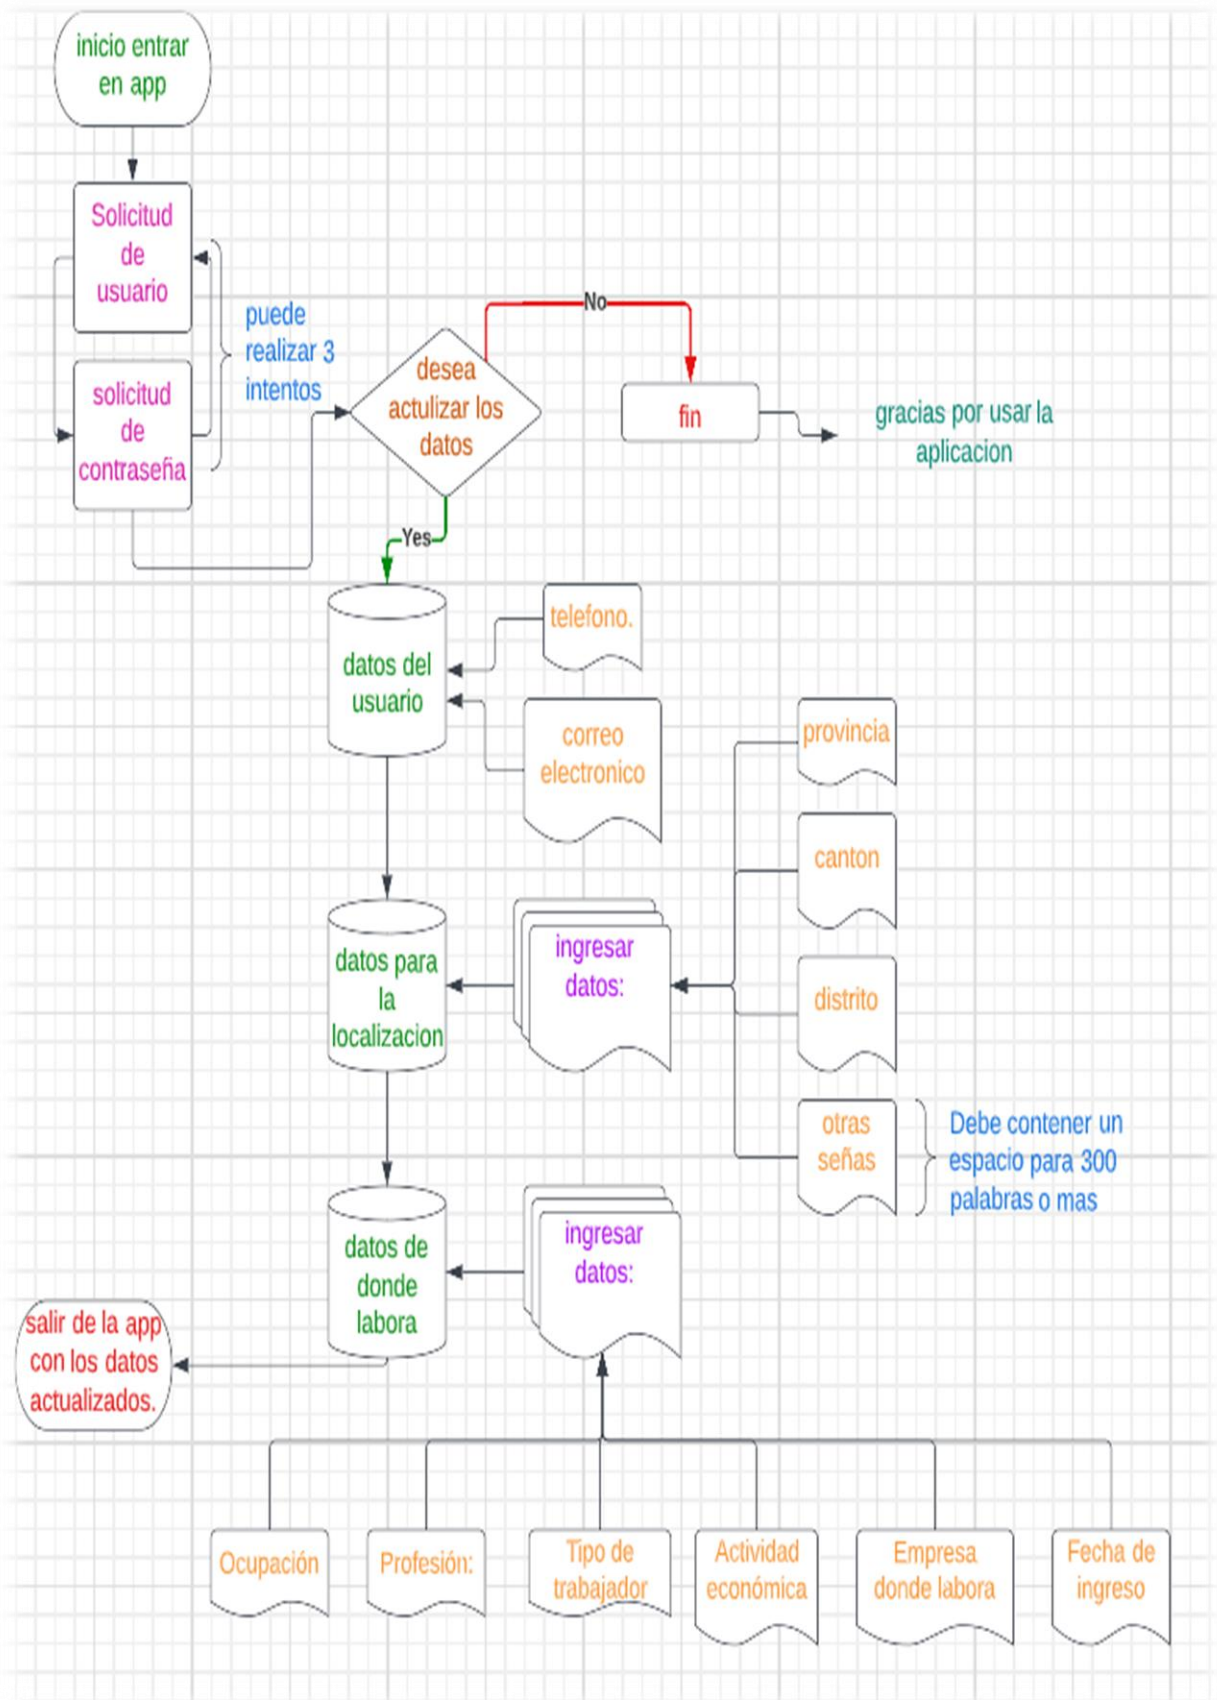 inicio entrar
en app
Solicitud
de
usuario
solicitud
de
contraseña
puede
realizar 3
intentos
No
desea
actulizar los
datos
fin
gracias por usar la
aplicacion
Yes
datos del
usuario
telefono.
correo
electronico
provincia
canton
distrito
otras
señas
Debe contener un
espacio para 300
palabras o mas
ingresar
datos:
datos para
la
localizacion
ingresar
datos:
datos de
donde
labora
salir de la app
con los datos
actualizados.
Ocupación
Profesión:
Tipo de
trabajador
Actividad
económica
Empresa
donde labora
Fecha de
ingreso